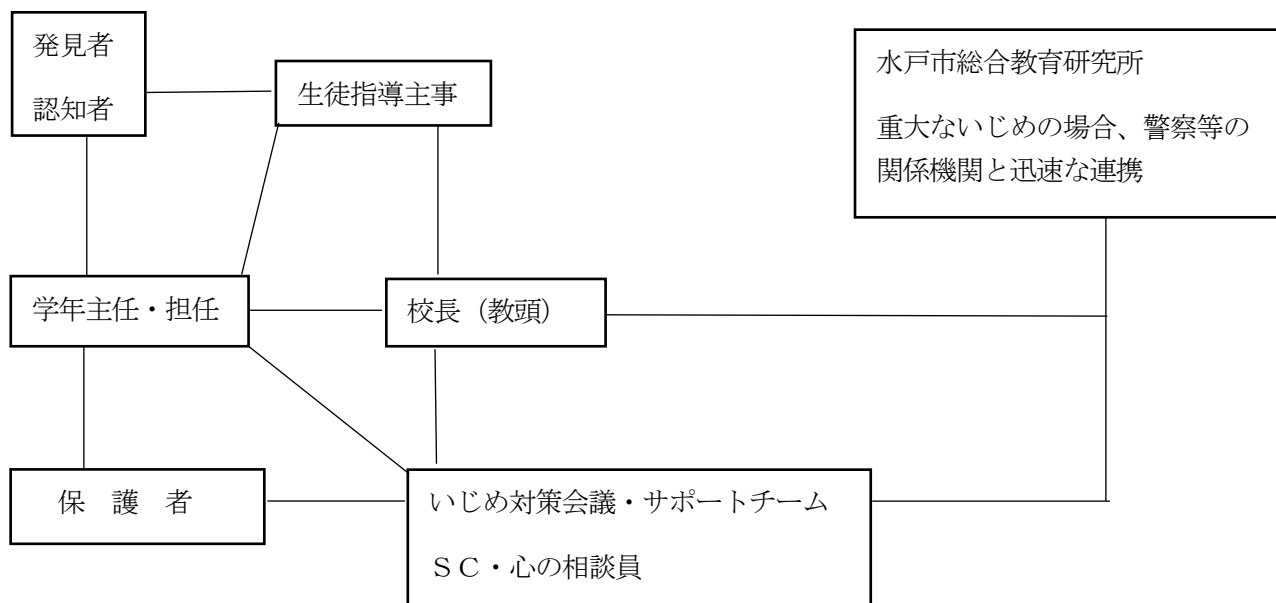 発見者
認知者
生徒指導主事
水戸市総合教育研究所
重大ないじめの場合、警察等の
関係機関と迅速な連携
学年主任・担任
校長（教頭）
保　護　者
いじめ対策会議・サポートチーム
ＳＣ・心の相談員